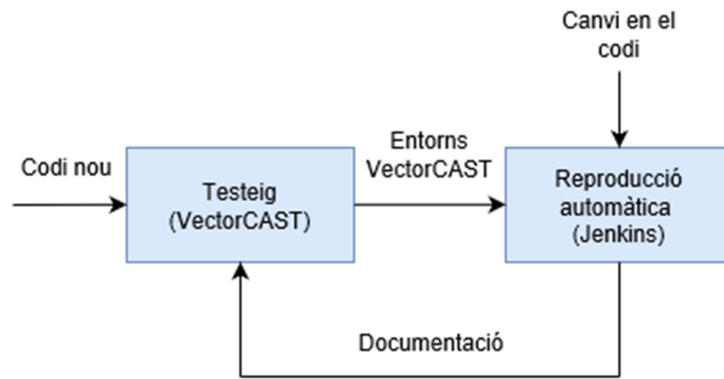 Canvi en el
codi
Codi nou
Testeig
(VectorCAST)
Entorns
VectorCAST
Reproducció
automàtica
(Jenkins)
Documentació